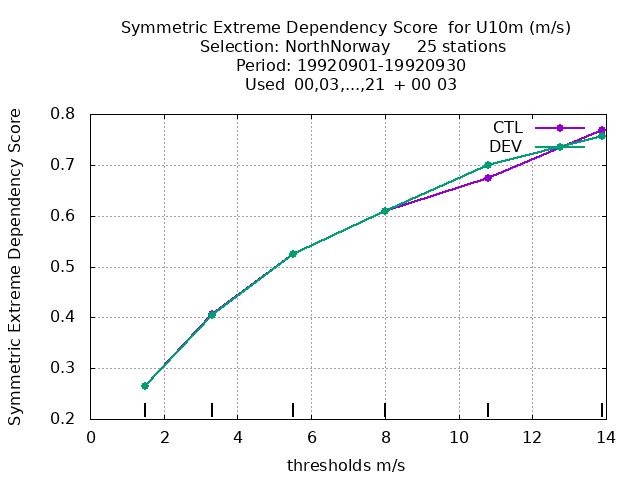 Symmetric Extreme Dependency Score for U10m (m/s)
Selection: NorthNorway 25 stations
Period: 19920901-19920930
Used 00,03,...,21 + 00 03
Symmetric Extreme Dependency Score
0.8
0.7
0.6
0.5
0.4
0.3
0.2
CTL
DEV
0 2 4 6 8 10 12 14
thresholds m/s